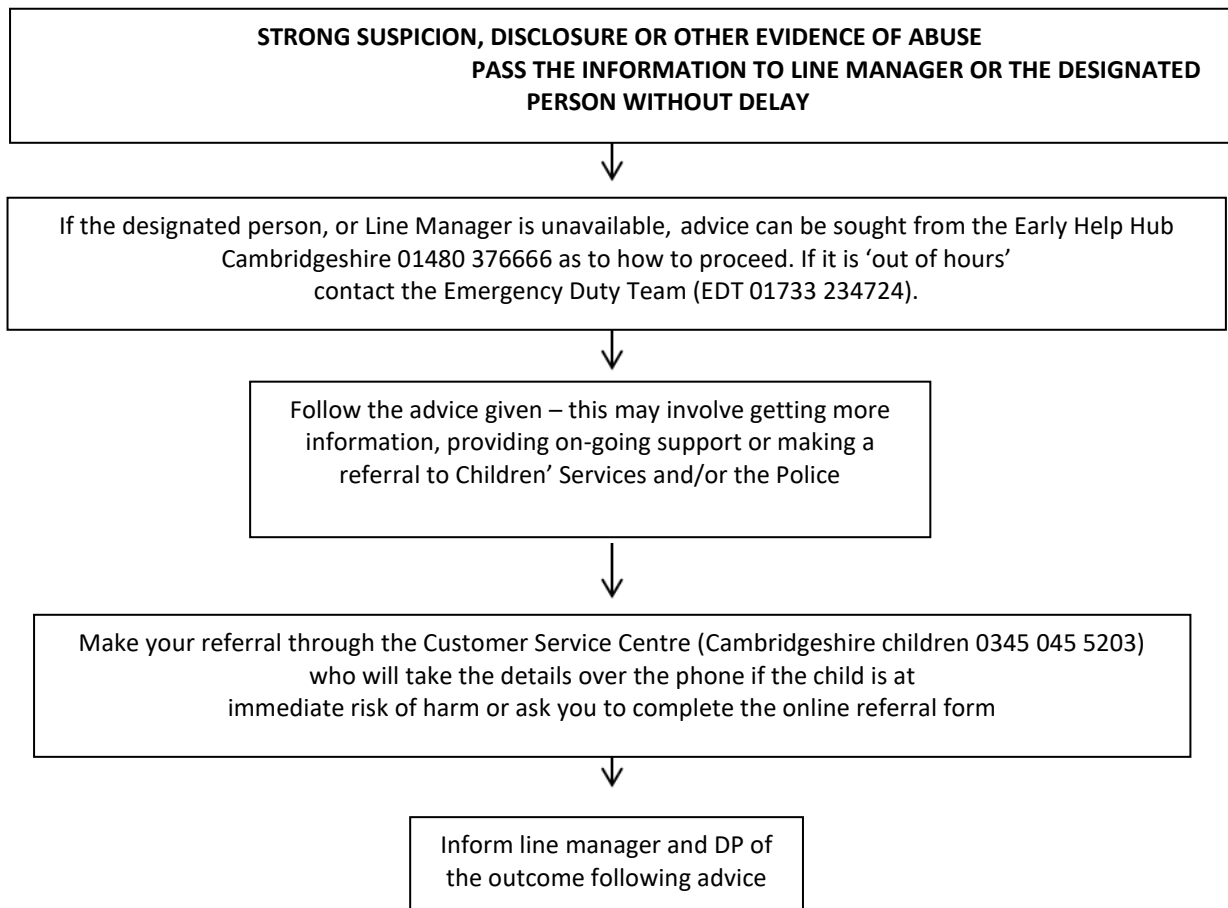 STRONG SUSPICION, DISCLOSURE OR OTHER EVIDENCE OF ABUSE
PASS THE INFORMATION TO LINE MANAGER OR THE DESIGNATED
PERSON WITHOUT DELAY
If the designated person, or Line Manager is unavailable, advice can be sought from the Early Help Hub
Cambridgeshire 01480 376666 as to how to proceed. If it is ‘out of hours’
contact the Emergency Duty Team (EDT 01733 234724).
Follow the advice given – this may involve getting more
information, providing on-going support or making a
referral to Children’ Services and/or the Police
Make your referral through the Customer Service Centre (Cambridgeshire children 0345 045 5203)
who will take the details over the phone if the child is at
immediate risk of harm or ask you to complete the online referral form
Inform line manager and DP of
the outcome following advice